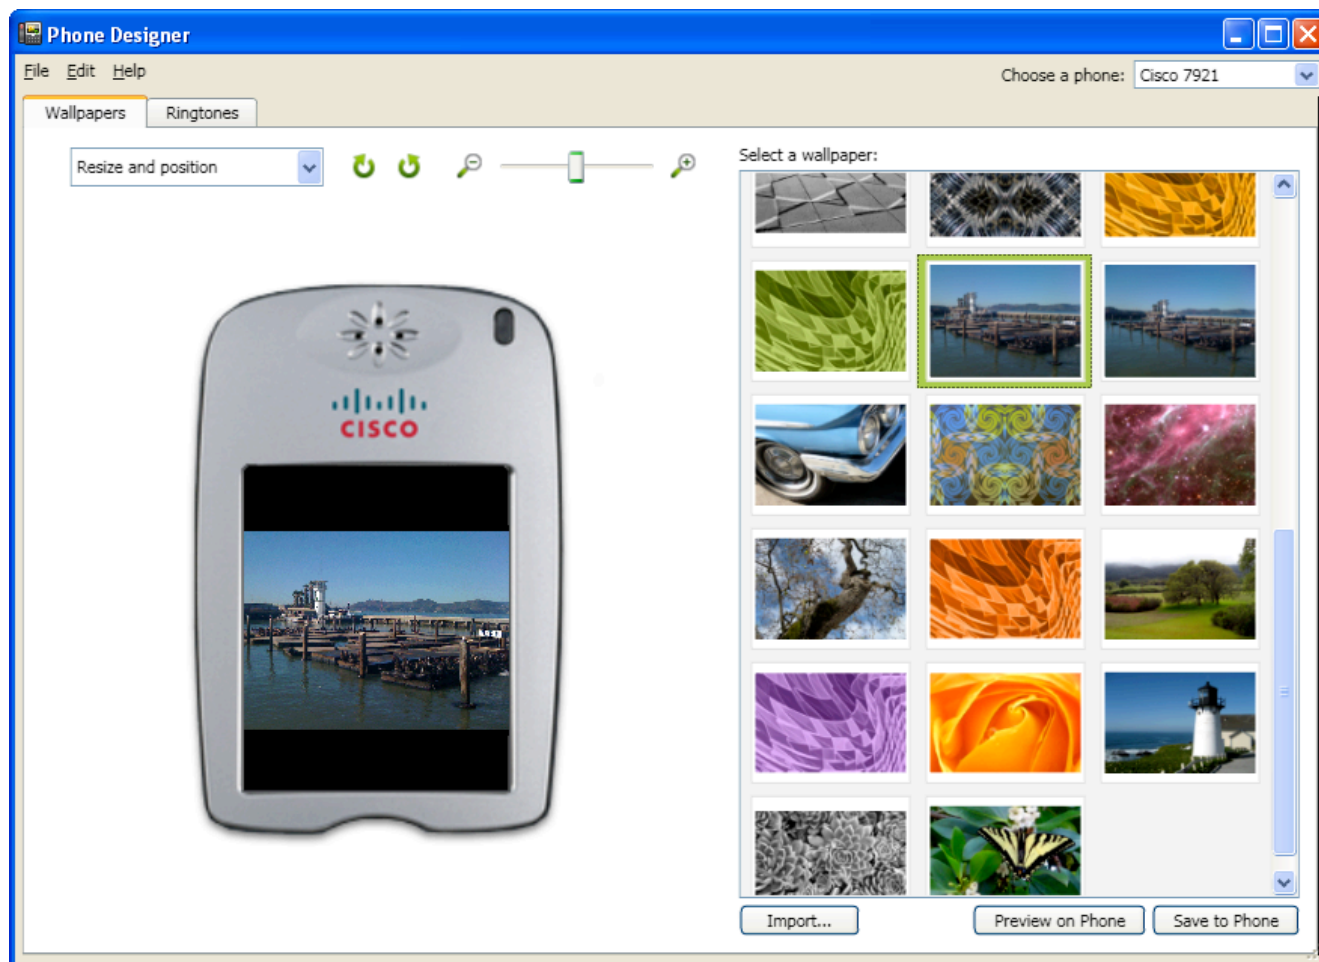 Phone Designer
File Edit Help
Choose a phone: Cisco 7921
Wallpapers Ringtones
Resize and position
Select a wallpaper:
CISCO
Import... Preview on Phone Save to Phone